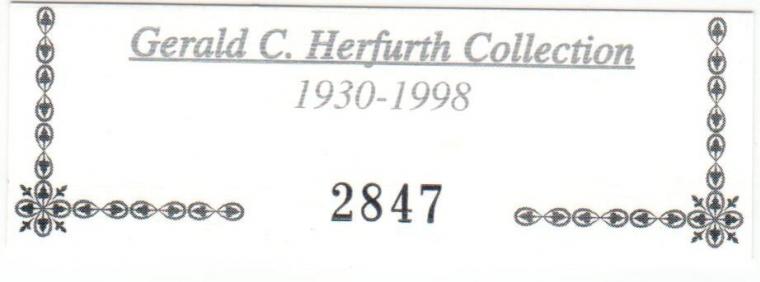 Gerald C. Herfurth Collection
1930-1998
2847